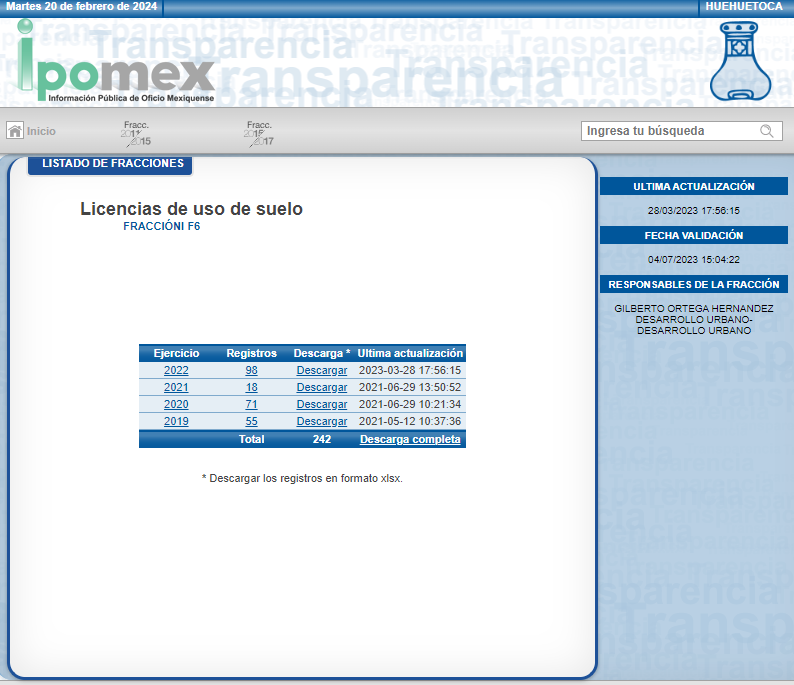 Martes 20 de febrero de 2024
HUEHUETOCA
ipomex
Información Pública de Oficio Mexiquense
Transparencia
Inicio
Fracc.
2015
Fracc.
2017
Ingresa tu búsqueda
LISTADO DE FRACCIONES
Licencias de uso de suelo
FRACCIÓNI F6
Ejercicio Registros Descarga * Ultima actualización
2022 98 Descargar 2023-03-28 17:56:15
2021 18 Descargar 2021-06-29 13:50:52
2020 71 Descargar 2021-06-29 10:21:34
2019 55 Descargar 2021-05-12 10:37:36
Total 242 Descarga completa
* Descargar los registros en formato xlsx.
ULTIMA ACTUALIZACIÓN
28/03/2023 17:56:15
FECHA VALIDACIÓN
04/07/2023 15:04:22
RESPONSABLES DE LA FRACCIÓN
GILBERTO ORTEGA HERNANDEZ
DESARROLLO URBANO-
DESARROLLO URBANO